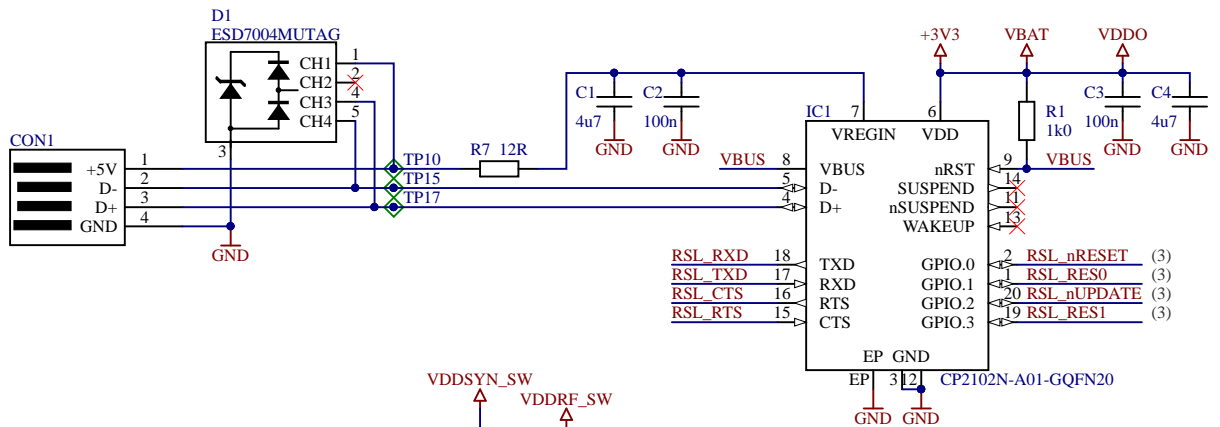 D1
ESD7004MUTAG
CH1 1
CH2 2
CH3 4
CH4 5
3
CON1
+5V 1
D- 2
D+ 3
GND 4
GND
TP10
TP15
TP17
R7 12R
C1
4u7
GND
C2
100n
GND
+3V3
VBAT
VDDO
R1
1k0
C3
100n
GND
C4
4u7
GND
IC1
7
VREGIN
6
VDD
VBUS 8 VBUS
5 D-
4 D+
nRST 9 VBUS
SUSPEND 14
nSUSPEND 11
WAKEUP 13
RSL_RXD 18 TXD
RSL_TXD 17 RXD
RSL_CTS 16 RTS
RSL_RTS 15 CTS
GPIO.0 2 RSL_nRESET (3)
GPIO.1 1 RSL_RES0 (3)
GPIO.2 20 RSL_nUPDATE (3)
GPIO.3 19 RSL_RES1 (3)
EP GND
EP 3 12
CP2102N-A01-GQFN20
GND GND
VDDSYN_SW
VDDRF_SW